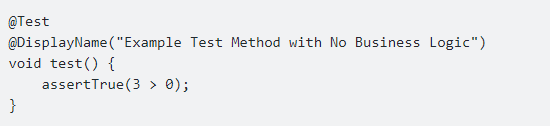 @Test
@DisplayName("Example Test Method with No Business Logic")
void test() {
    assertTrue(3 > 0);
}